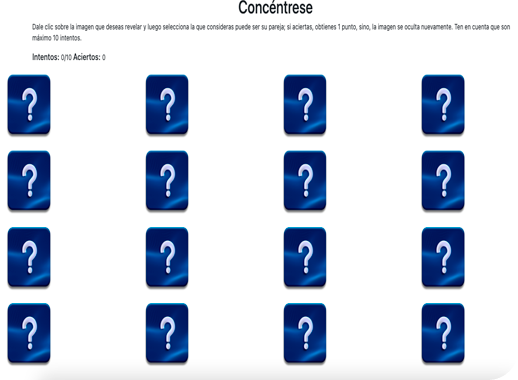 Concéntrese
Dale clic sobre la imagen que deseas revelar y luego selecciona la que consideras puede ser su pareja; si aciertas, obtienes 1 punto, sino, la imagen se oculta nuevamente. Ten en cuenta que son
máximo 10 intentos.
Intentos: 0/10 Aciertos: 0
? ? ? ?
? ? ? ?
? ? ? ?
? ? ? ?